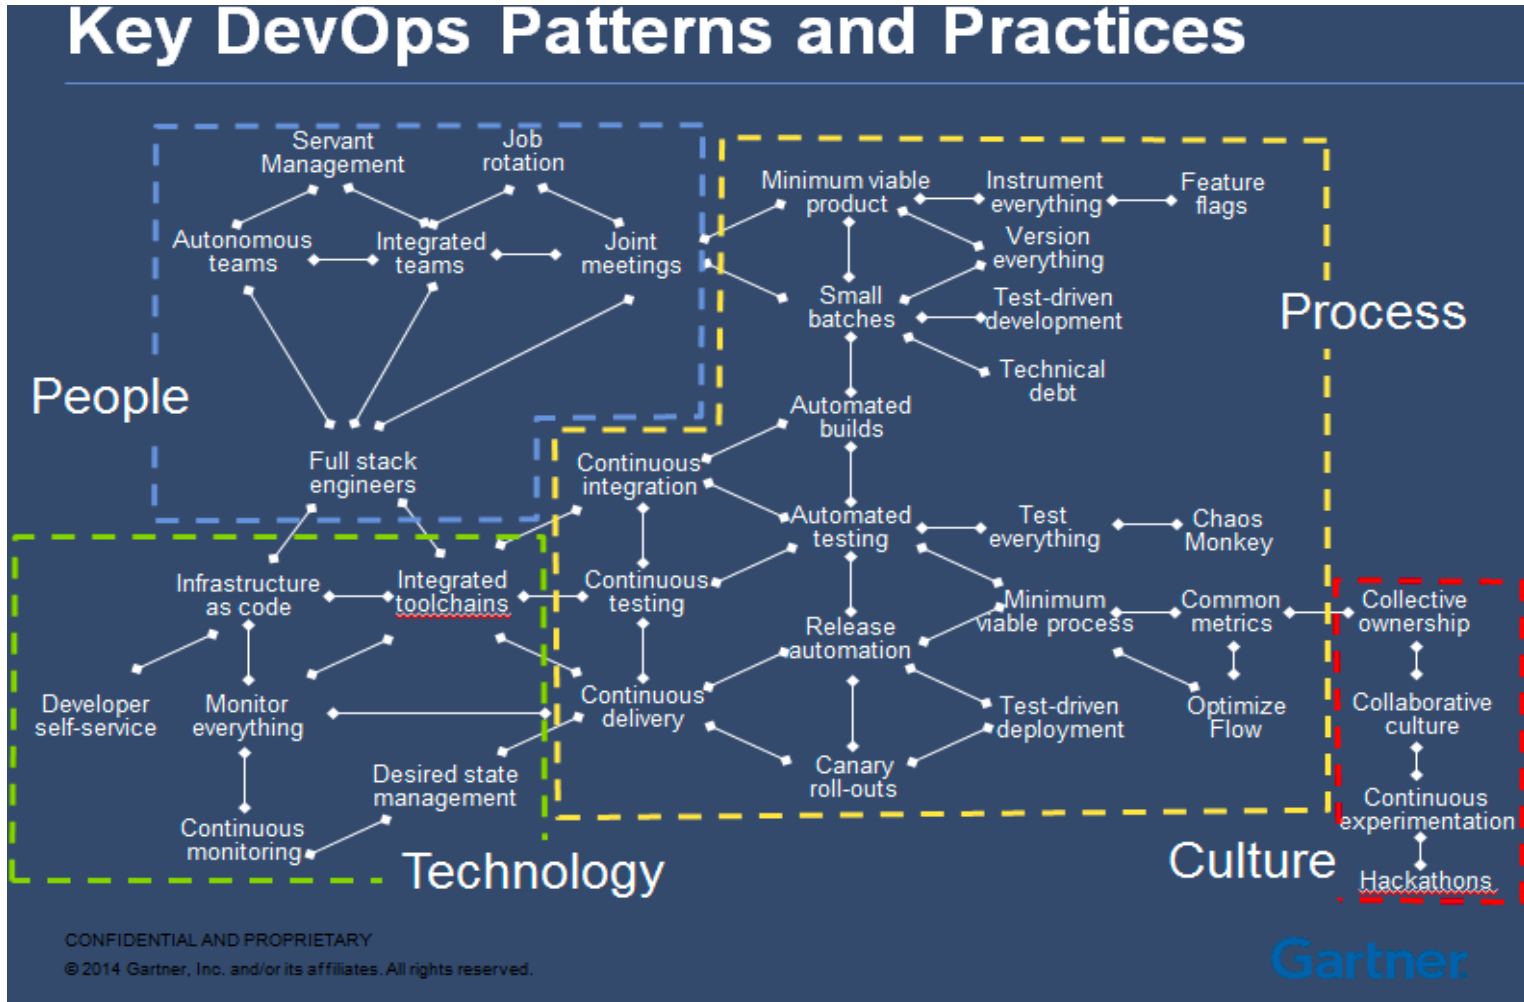 Key DevOps Patterns and Practices
Servant
Management
Job
rotation
Autonomous
teams
Integrated
teams
Joint
meetings
People
Full stack
engineers
Minimum viable
product
Instrument
everything
Feature
flags
Version
everything
Small
batches
Test-driven
development
Technical
debt
Process
Automated
builds
Continuous
integration
Automated
testing
Test
everything
Chaos
Monkey
Continuous
testing
Minimum
viable process
Common
metrics
Release
automation
Continuous
delivery
Test-driven
deployment
Optimize
Flow
Canary
roll-outs
Infrastructure
as code
Integrated
toolchains
Developer
self-service
Monitor
everything
Desired state
management
Continuous
monitoring
Technology
Collective
ownership
Collaborative
culture
Continuous
experimentation
Hackathons
Culture
CONFIDENTIAL AND PROPRIETARY
© 2014 Gartner, Inc. and/or its affiliates. All rights reserved.
Gartner